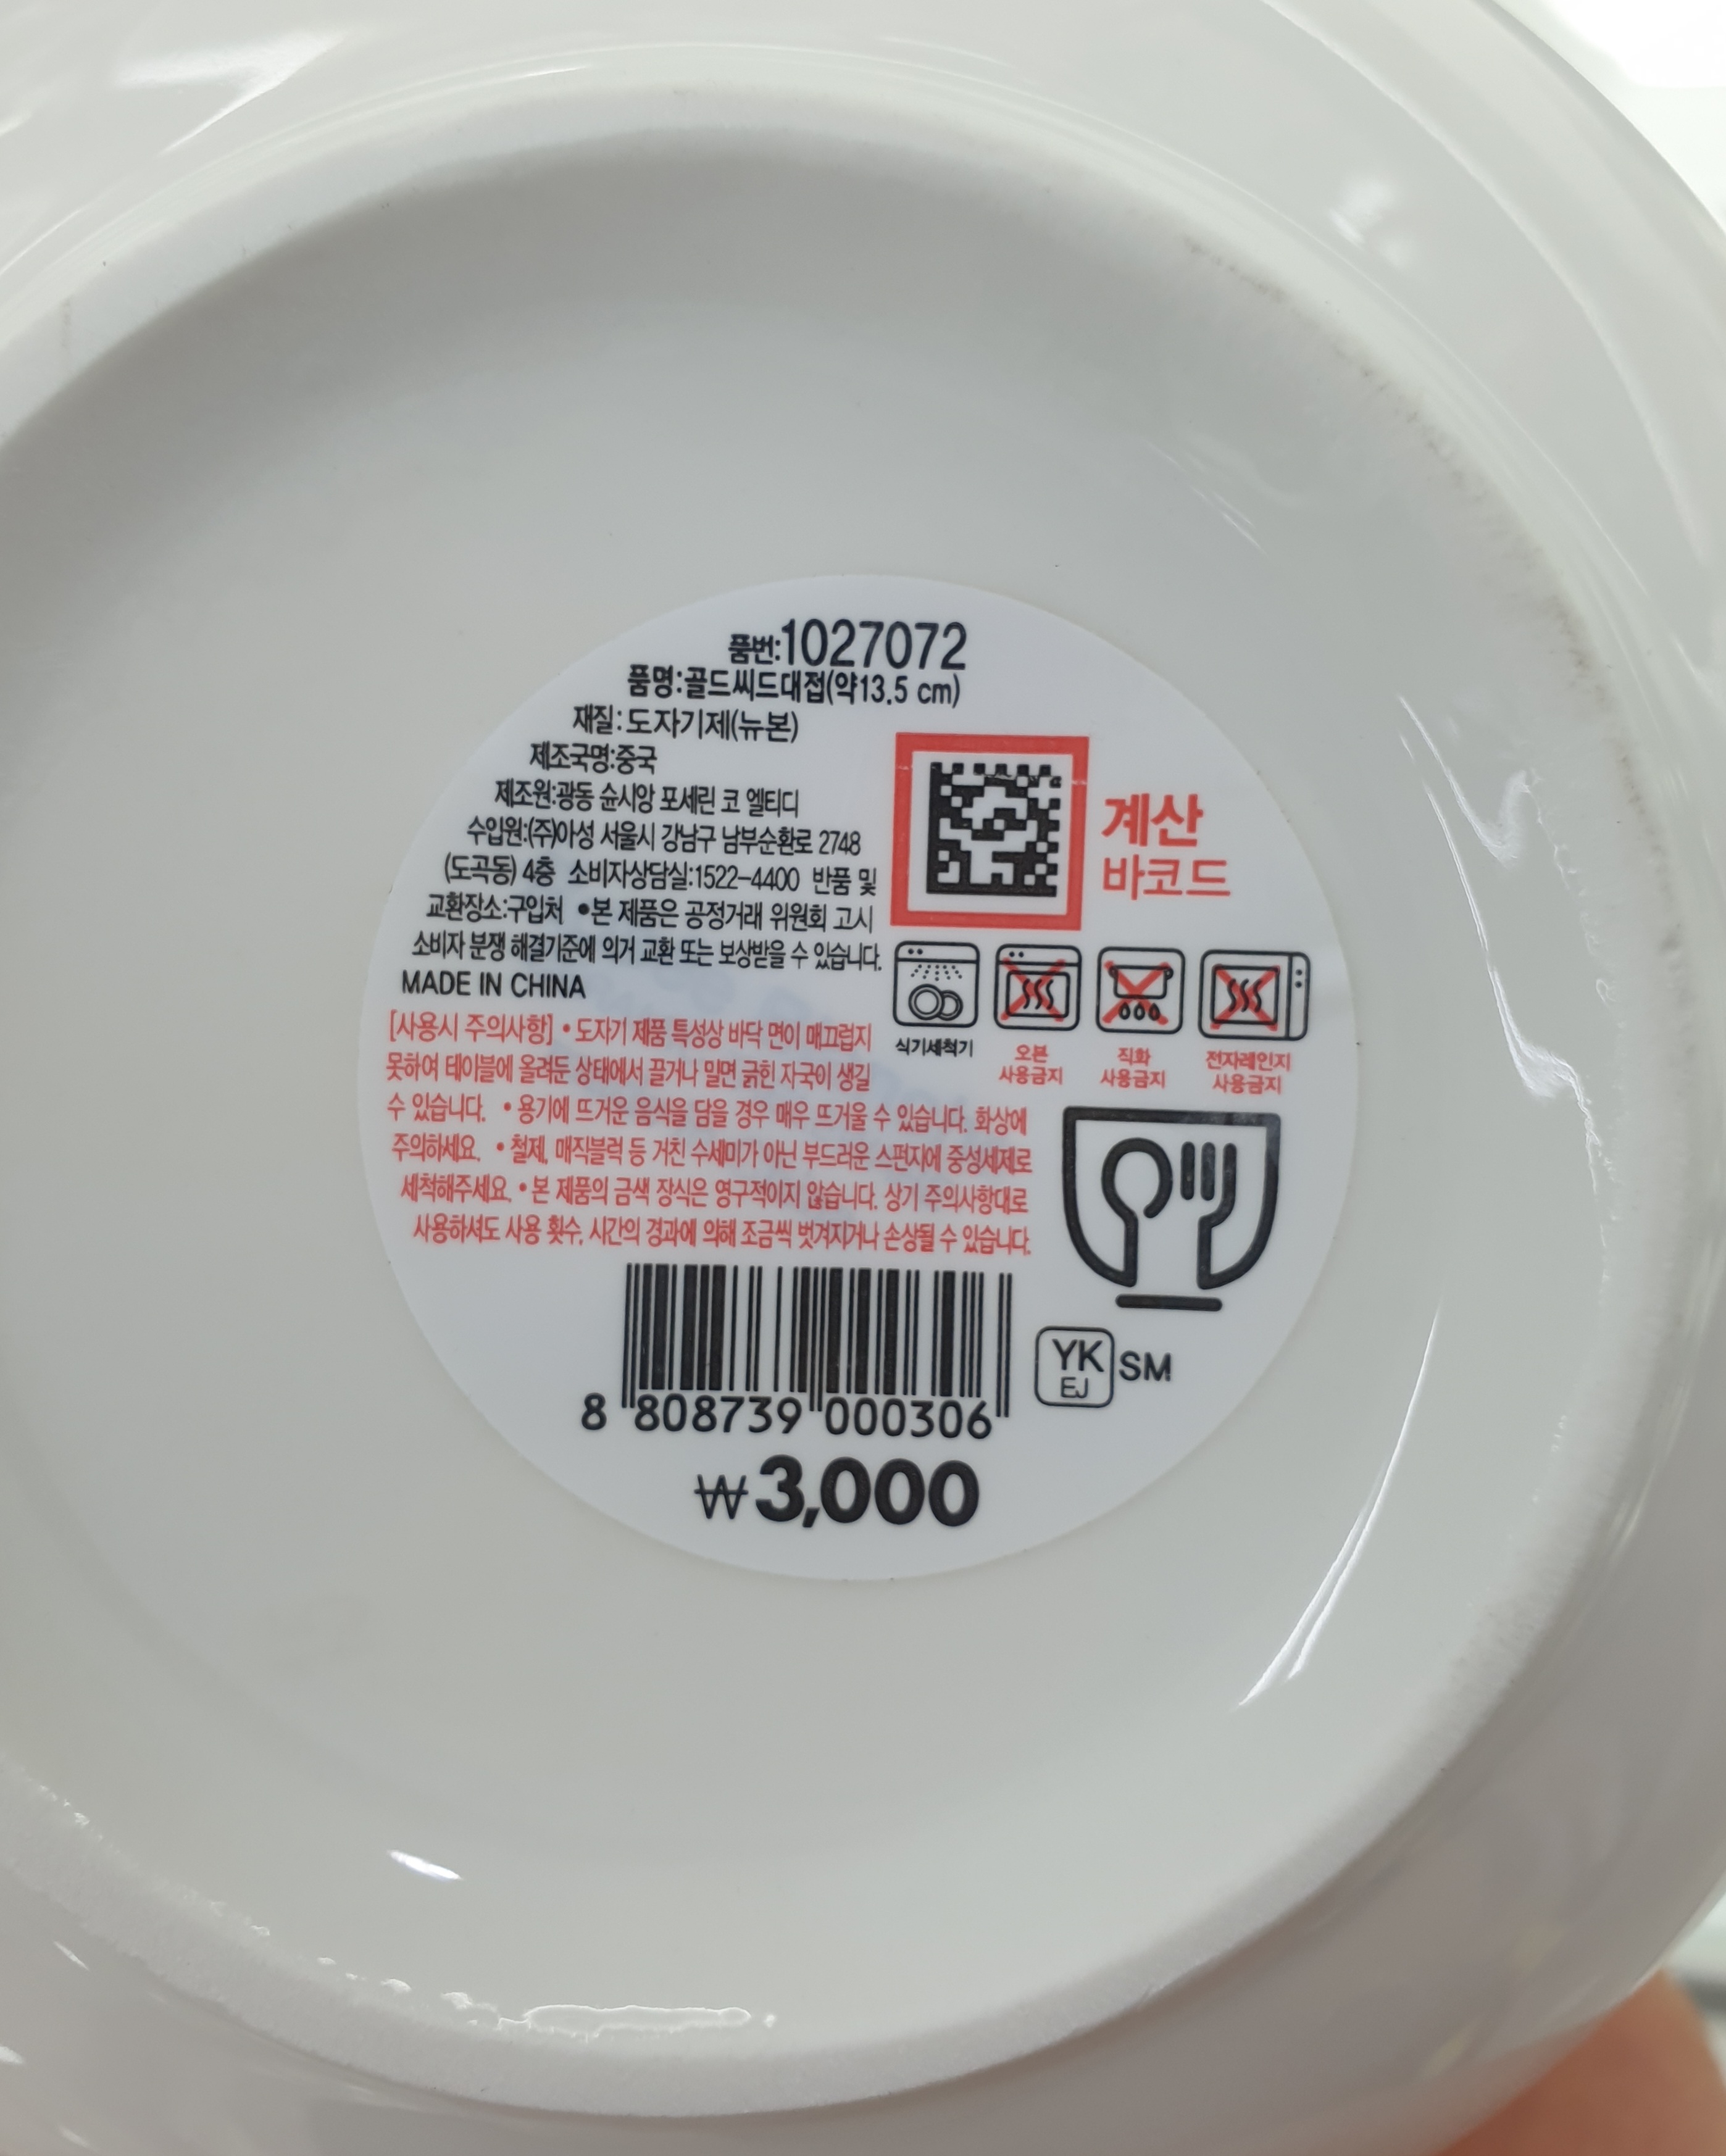 품번:1027072
품명:골드씨드대접(약13.5 cm)
재질:도자기제(뉴본)
제조국명:중국
제조원:광동 슌시앙 포세린 코 엘티디
수입원:(주)아성 서울시 강남구 남부순환로 2748
(도곡동) 4층 소비자상담실:1522-4400 반품 및
교환장소:구입처 •본 제품은 공정거래 위원회 고시
소비자 분쟁 해결기준에 의거 교환 또는 보상받을 수 있습니다.
MADE IN CHINA
계산
바코드
식기세척기
오븐
사용금지
직화
사용금지
전자레인지
사용금지
[사용시 주의사항] •도자기 제품 특성상 바닥 면이 매끄럽지
못하여 테이블에 올려둔 상태에서 끌거나 밀면 긁힌 자국이 생길
수 있습니다. •용기에 뜨거운 음식을 담을 경우 매우 뜨거울 수 있습니다. 화상에
주의하세요. •철제, 매직블럭 등 거친 수세미가 아닌 부드러운 스펀지에 중성세제로
세척해주세요. •본 제품의 금색 장식은 영구적이지 않습니다. 상기 주의사항대로
사용하셔도 사용 횟수, 시간의 경과에 의해 조금씩 벗겨지거나 손상될 수 있습니다.
YK
EJ
SM
8 808739 000306
₩3,000